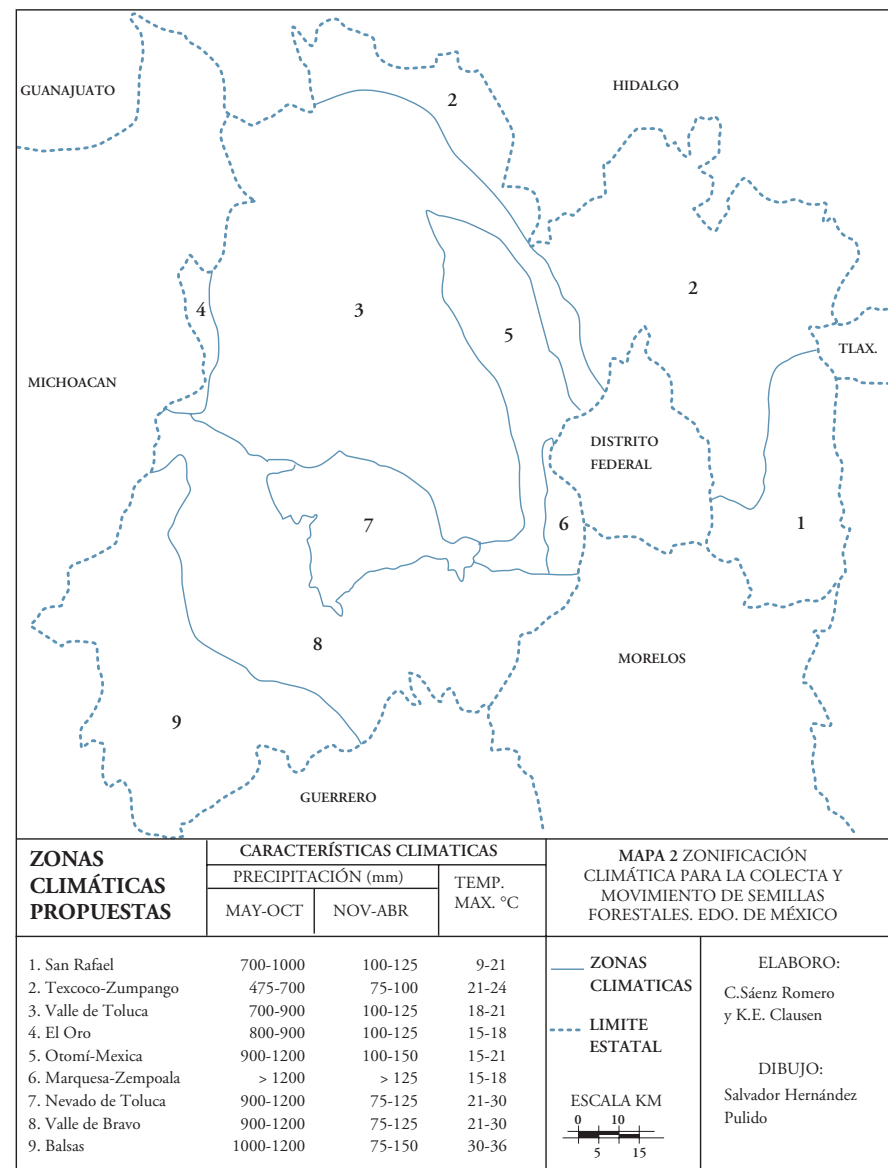 GUANAJUATO
HIDALGO
2
2
4
3
5
TLAX.
MICHOACAN
DISTRITO
FEDERAL
7
6
1
8
MORELOS
9
GUERRERO
ZONAS
CLIMÁTICAS
PROPUESTAS
CARACTERÍSTICAS CLIMATICAS
PRECIPITACIÓN (mm)
TEMP.
MAX. °C
MAY-OCT NOV-ABR
MAPA 2 ZONIFICACIÓN
CLIMÁTICA PARA LA COLECTA Y
MOVIMIENTO DE SEMILLAS
FORESTALES. EDO. DE MÉXICO
1. San Rafael 700-1000 100-125 9-21
2. Texcoco-Zumpango 475-700 75-100 21-24
3. Valle de Toluca 700-900 100-125 18-21
4. El Oro 800-900 100-125 15-18
5. Otomí-Mexica 900-1200 100-150 15-21
6. Marquesa-Zempoala > 1200 > 125 15-18
7. Nevado de Toluca 900-1200 75-125 21-30
8. Valle de Bravo 900-1200 75-125 21-30
9. Balsas 1000-1200 75-150 30-36
ZONAS
CLIMATICAS
LIMITE
ESTATAL
ESCALA KM
0 10
5 15
ELABORO:
C.Sáenz Romero
y K.E. Clausen
DIBUJO:
Salvador Hernández
Pulido